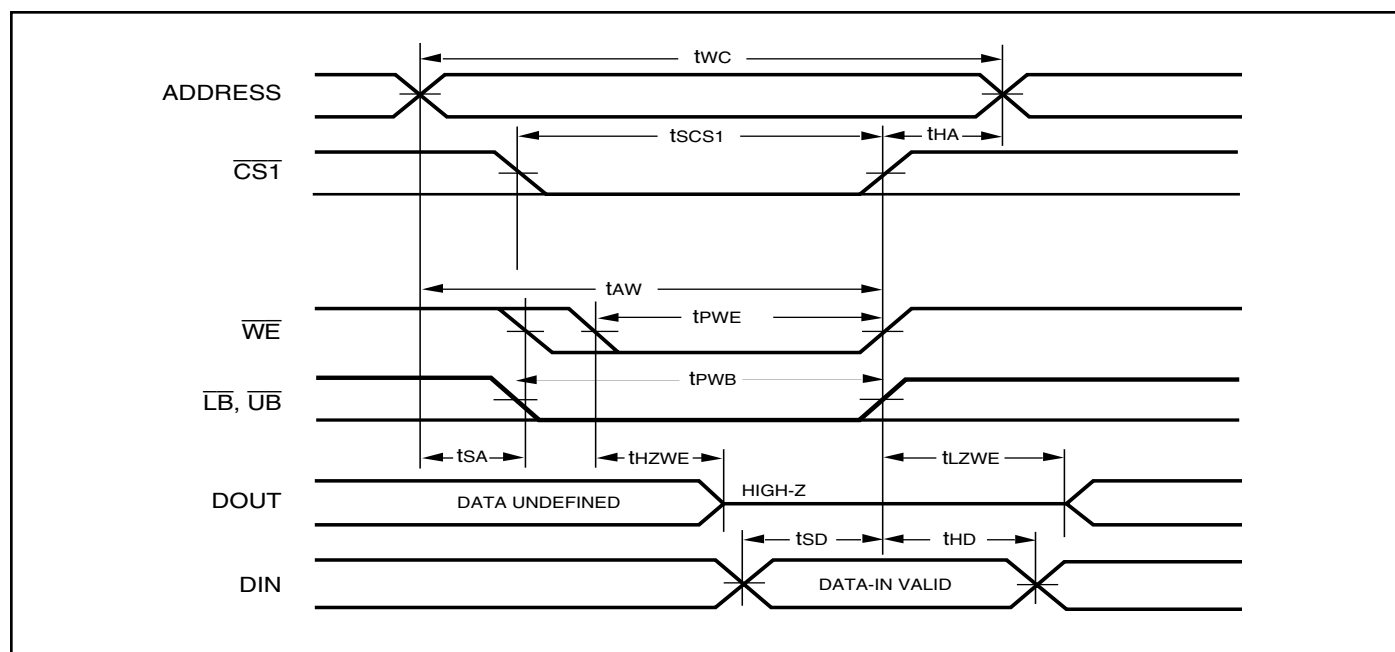 tWC
ADDRESS
tSCS1
tHA
CS1
tAW
tPWE
WE
tPWB
LB, UB
tSA
tHZWE
tLZWE
DOUT
DATA UNDEFINED
HIGH-Z
tSD
tHD
DIN
DATA-IN VALID